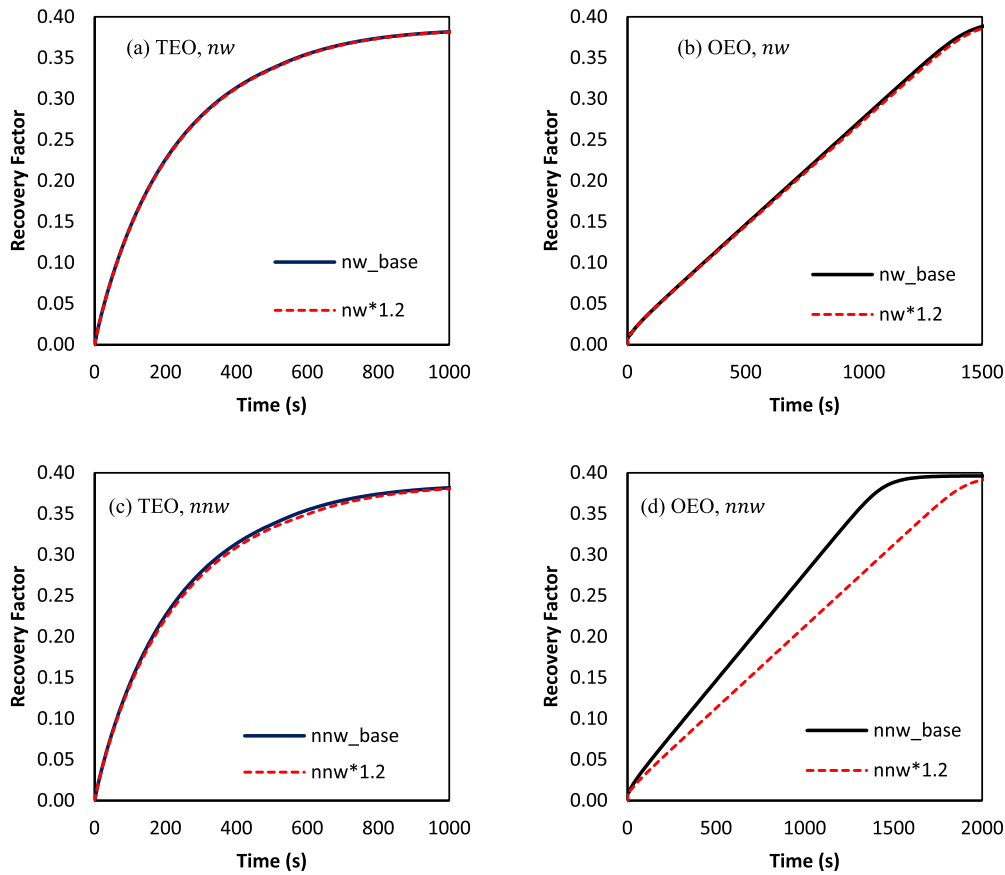 (a) TEO, nw
Recovery Factor
0.40
0.35
0.30
0.25
0.20
0.15
0.10
0.05
0.00
nw_base
nw*1.2
0 200 400 600 800 1000
Time (s)
(b) OEO, nw
Recovery Factor
0.40
0.35
0.30
0.25
0.20
0.15
0.10
0.05
0.00
nw_base
nw*1.2
0 500 1000 1500
Time (s)
(c) TEO, nnw
Recovery Factor
0.40
0.35
0.30
0.25
0.20
0.15
0.10
0.05
0.00
nnw_base
nnw*1.2
0 200 400 600 800 1000
Time (s)
(d) OEO, nnw
Recovery Factor
0.40
0.35
0.30
0.25
0.20
0.15
0.10
0.05
0.00
nnw_base
nnw*1.2
0 500 1000 1500 2000
Time (s)